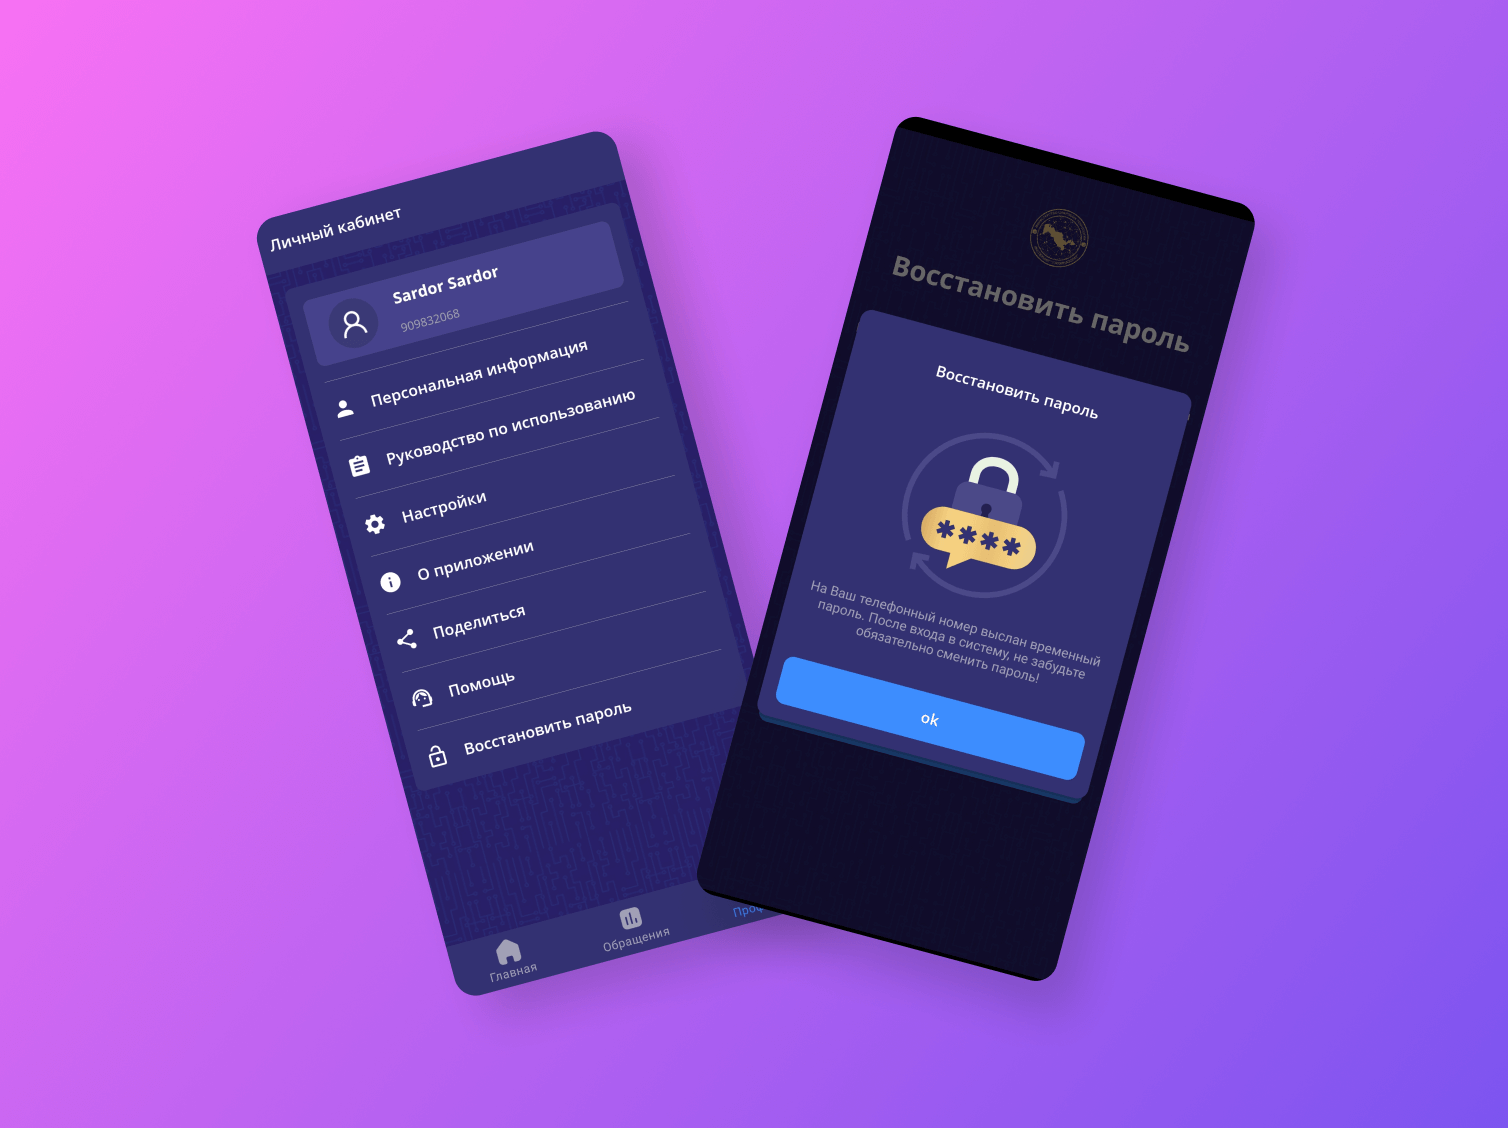 Личный кабинет
Sardor Sardor
909832068
Персональная информация
Руководство по использованию
Настройки
О приложении
Поделиться
Помощь
Восстановить пароль
Главная
Обращения
Восстановить пароль
Восстановить пароль
****
На Ваш телефонный номер выслан временный
пароль. После входа в систему, не забудьте
обязательно сменить пароль!
ok